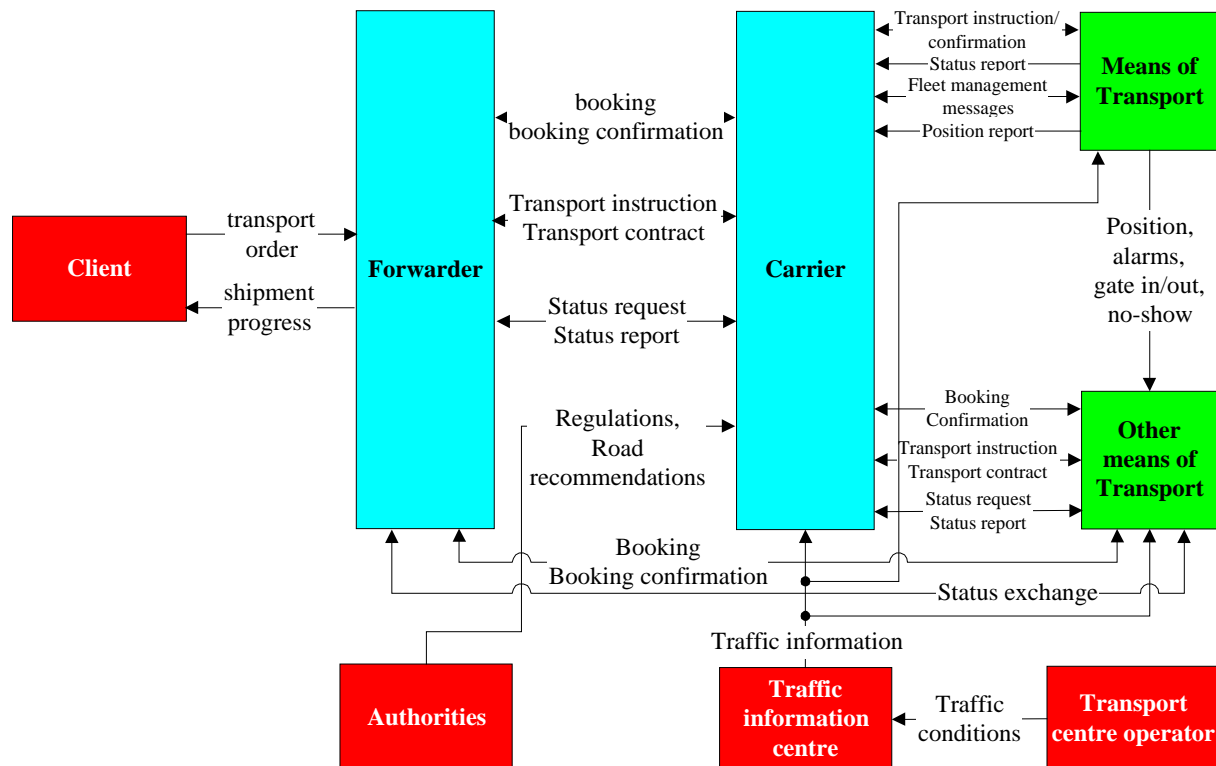 Transport instruction/
confirmation
Status report
Fleet management
messages
Position report
Means of
Transport
booking
booking confirmation
Transport instruction
Transport contract
Status request
Status report
Client
transport
order
shipment
progress
Forwarder
Carrier
Position,
alarms,
gate in/out,
no-show
Regulations,
Road
recommendations
Booking
Confirmation
Transport instruction
Transport contract
Status request
Status report
Other
means of
Transport
Booking
Booking confirmation
Status exchange
Traffic information
Authorities
Traffic
information
centre
Traffic
conditions
Transport
centre operator